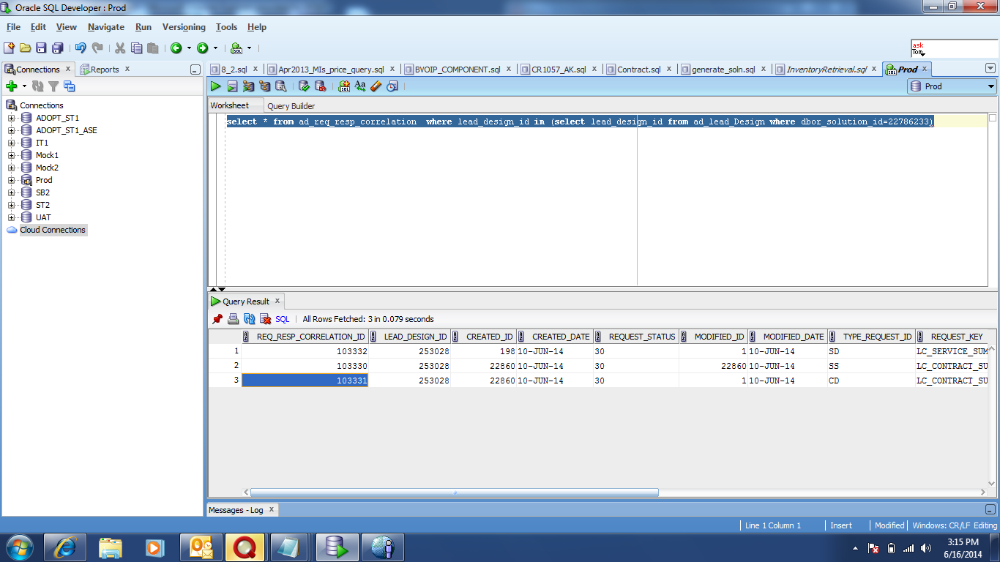 Oracle SQL Developer : Prod
File Edit View Navigate Run Versioning Tools Help
ask
Tom
Connections x Reports x
Connections
ADOPT_ST1
ADOPT_ST1_ASE
IT1
Mock1
Mock2
Prod
SB2
ST2
UAT
Cloud Connections
8_2.sql x Apr2013_MIs_price_query.sql x BVOIP_COMPONENT.sql x CR1057_AK.sql x Contract.sql x generate_soln.sql x InventoryRetrieval.sql x Prod x
Prod
Worksheet Query Builder
select * from ad_req_resp_correlation where lead_design_id in (select lead_design_id from ad_lead_Design where dbor_solution_id=22786233)
Query Result x
SQL | All Rows Fetched: 3 in 0.079 seconds
REQ_RESP_CORRELATION_ID LEAD_DESIGN_ID CREATED_ID CREATED_DATE REQUEST_STATUS MODIFIED_ID MODIFIED_DATE TYPE_REQUEST_ID REQUEST_KEY
1 103332 253028 198 10-JUN-14 30 1 10-JUN-14 SD LC_SERVICE_SUM
2 103330 253028 22860 10-JUN-14 30 22860 10-JUN-14 SS LC_CONTRACT_SU
3 103331 253028 22860 10-JUN-14 30 1 10-JUN-14 CD LC_CONTRACT_SU
Messages - Log x
Line 1 Column 1 | Insert | Modified | Windows: CR/LF Editing
3:15 PM
6/16/2014